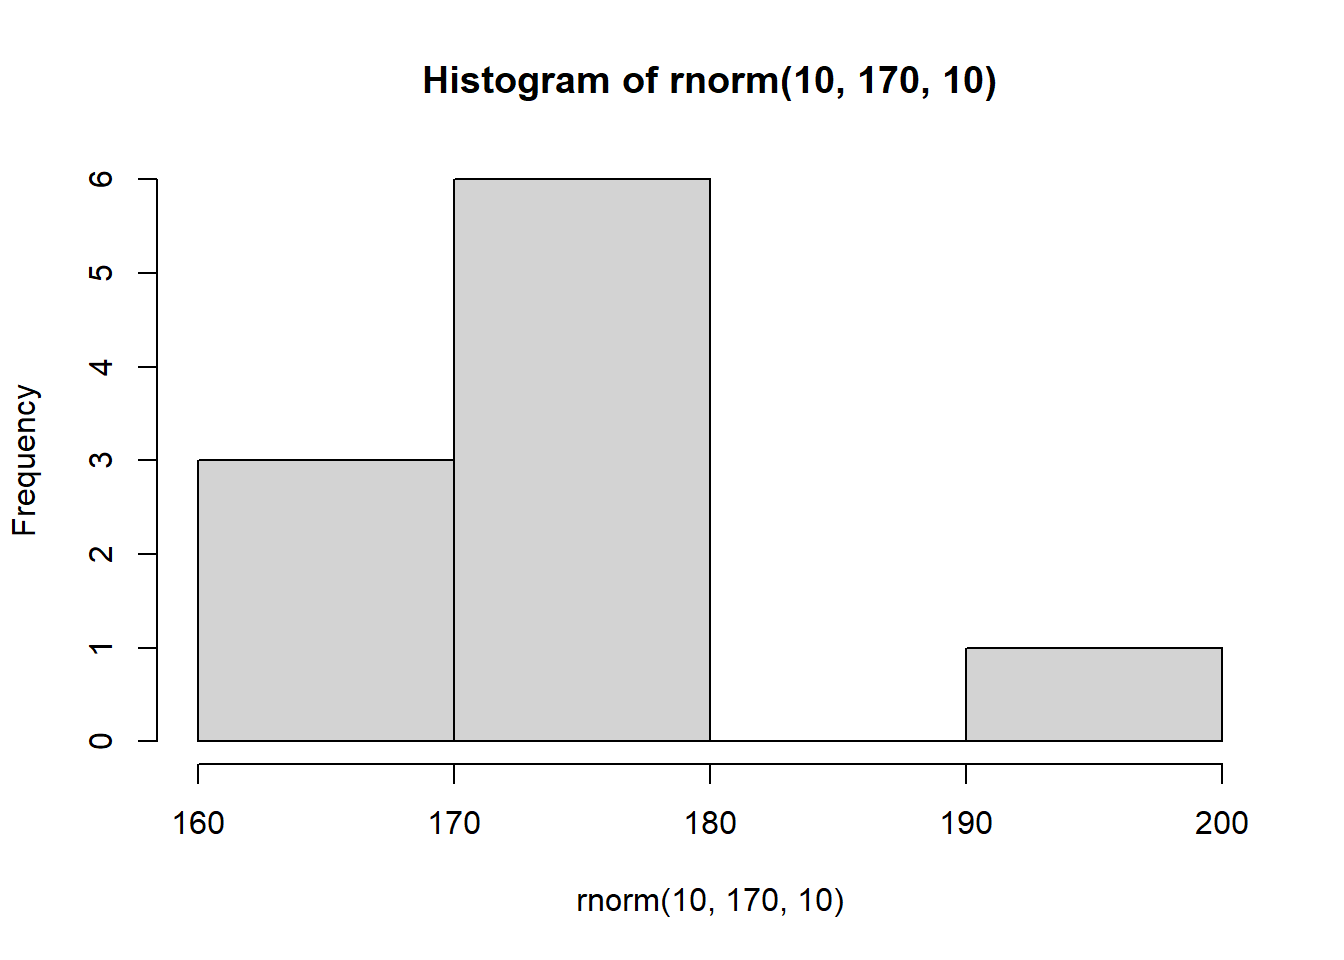 Histogram of rnorm(10, 170, 10)
Frequency
6
5
4
3
2
1
0
160 170 180 190 200
rnorm(10, 170, 10)